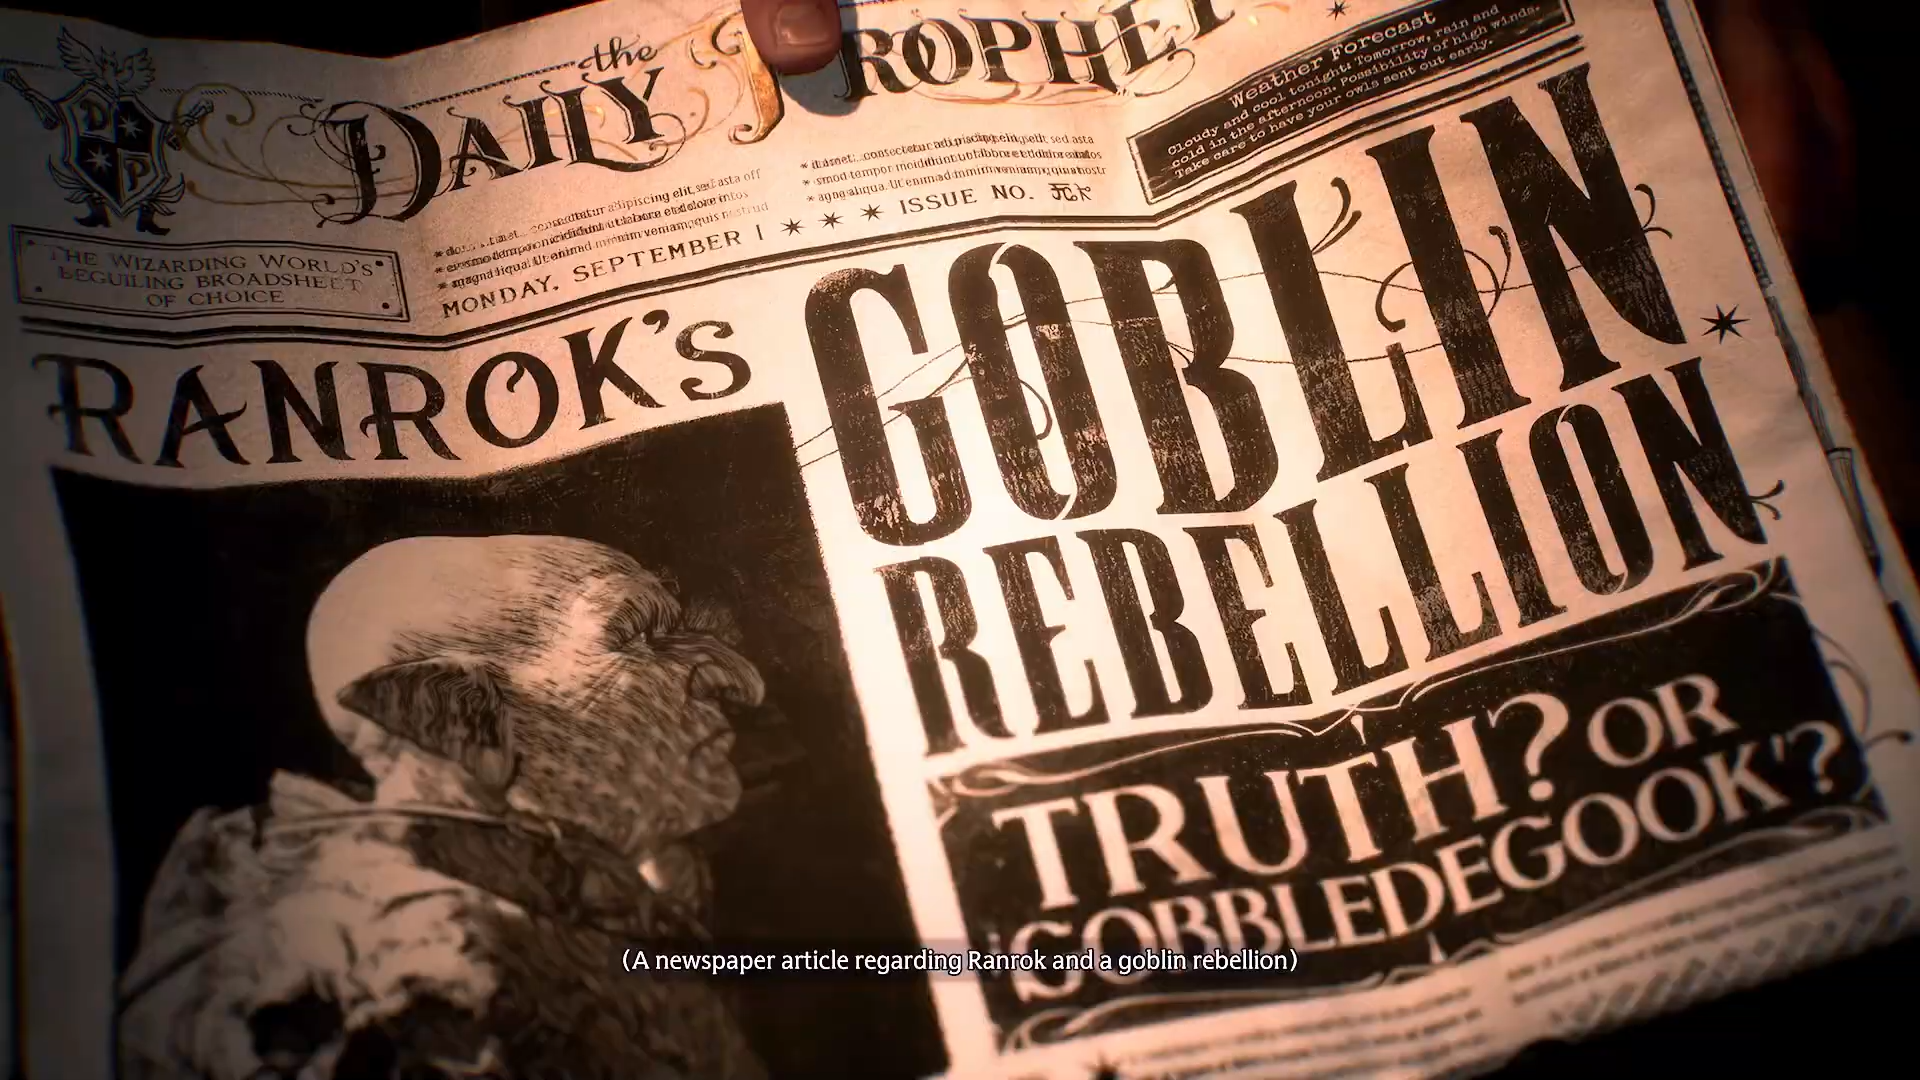 the
DAILY PROPHET
Weather Forecast
Cloudy and cool tonight; Tomorrow, rain and
cold in the afternoon. Possibility of high winds.
Take care to have your owls sent out early.
D
P
THE WIZARDING WORLD'S
BEGUILING BROADSHEET
OF CHOICE
MONDAY, SEPTEMBER 1
ISSUE NO.
RANROK'S
GOBLIN
REBELLION
TRUTH? OR
'GOBBLEDEGOOK'?
(A newspaper article regarding Ranrok and a goblin rebellion)